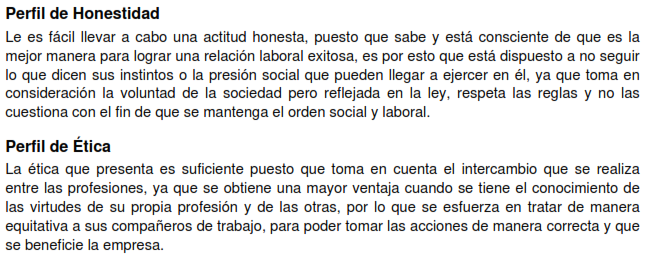 Perfil de Honestidad
Le es fácil llevar a cabo una actitud honesta, puesto que sabe y está consciente de que es la
mejor manera para lograr una relación laboral exitosa, es por esto que está dispuesto a no seguir
lo que dicen sus instintos o la presión social que pueden llegar a ejercer en él, ya que toma en
consideración la voluntad de la sociedad pero reflejada en la ley, respeta las reglas y no las
cuestiona con el fin de que se mantenga el orden social y laboral.
Perfil de Ética
La ética que presenta es suficiente puesto que toma en cuenta el intercambio que se realiza
entre las profesiones, ya que se obtiene una mayor ventaja cuando se tiene el conocimiento de
las virtudes de su propia profesión y de las otras, por lo que se esfuerza en tratar de manera
equitativa a sus compañeros de trabajo, para poder tomar las acciones de manera correcta y que
se beneficie la empresa.